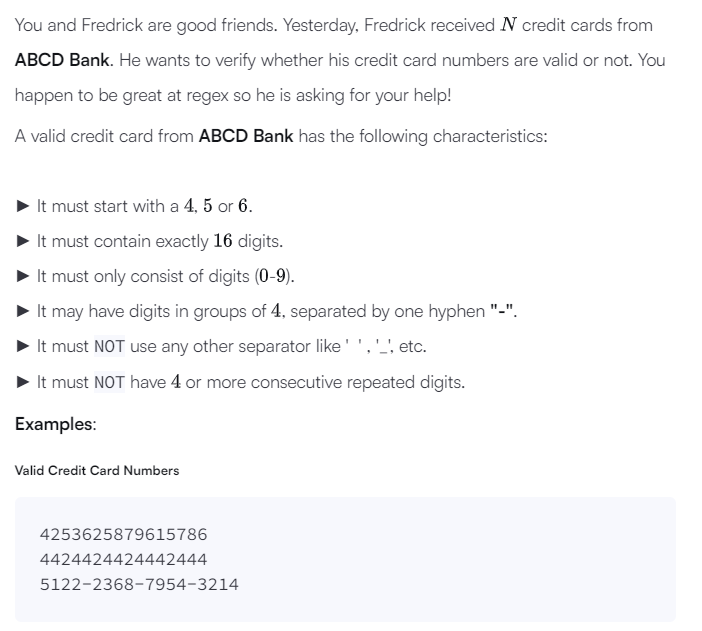 You and Fredrick are good friends. Yesterday, Fredrick received N credit cards from
ABCD Bank. He wants to verify whether his credit card numbers are valid or not. You
happen to be great at regex so he is asking for your help!
A valid credit card from ABCD Bank has the following characteristics:
► It must start with a 4, 5 or 6.
► It must contain exactly 16 digits.
► It must only consist of digits (0-9).
► It may have digits in groups of 4, separated by one hyphen "-".
► It must NOT use any other separator like ' ' , '_', etc.
► It must NOT have 4 or more consecutive repeated digits.
Examples:
Valid Credit Card Numbers
4253625879615786
4424424424442444
5122-2368-7954-3214